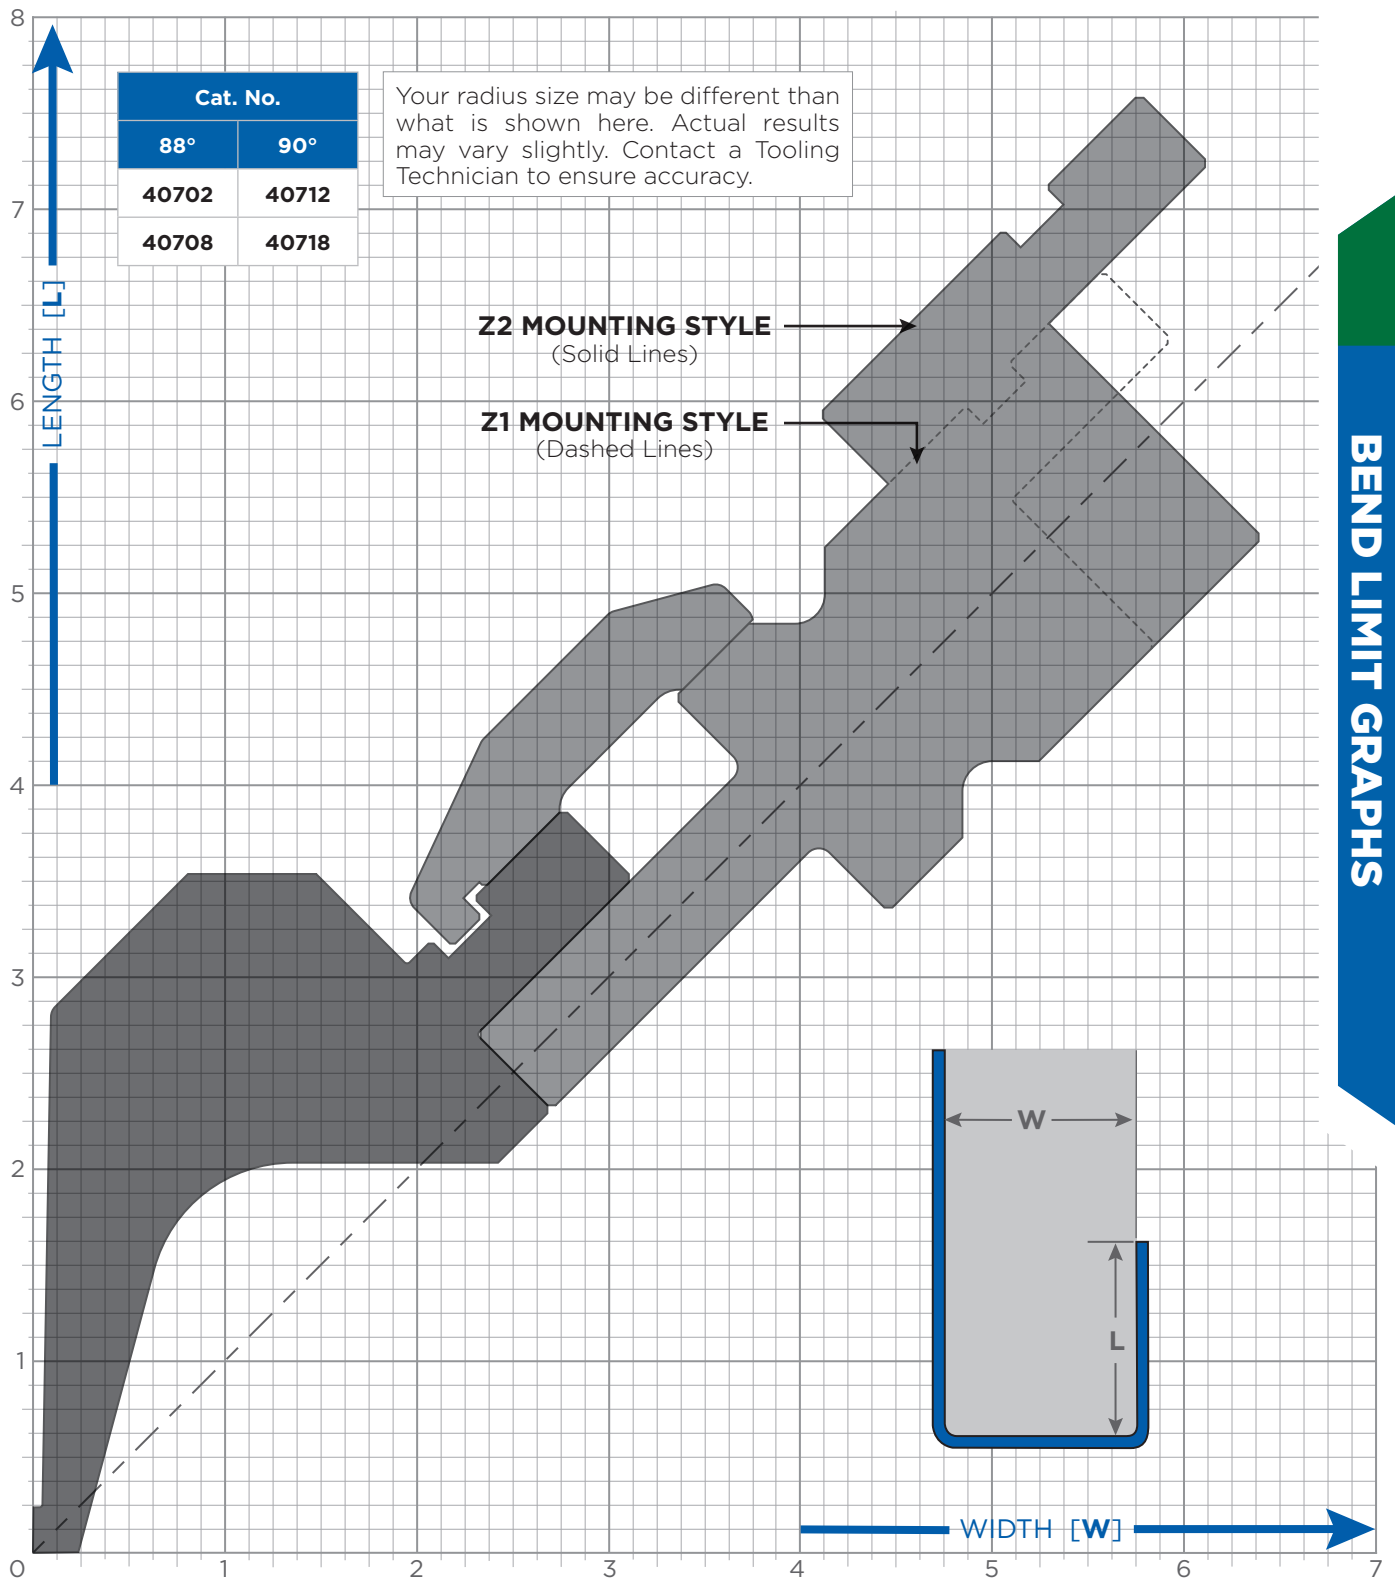 8
Cat. No.
88° 90°
40702 40712
40708 40718
Your radius size may be different than
what is shown here. Actual results
may vary slightly. Contact a Tooling
Technician to ensure accuracy.
7
LENGTH [L]
Z2 MOUNTING STYLE
(Solid Lines)
6
Z1 MOUNTING STYLE
(Dashed Lines)
BEND LIMIT GRAPHS
5
4
3
W
2
L
1
WIDTH [W]
0 1 2 3 4 5 6 7